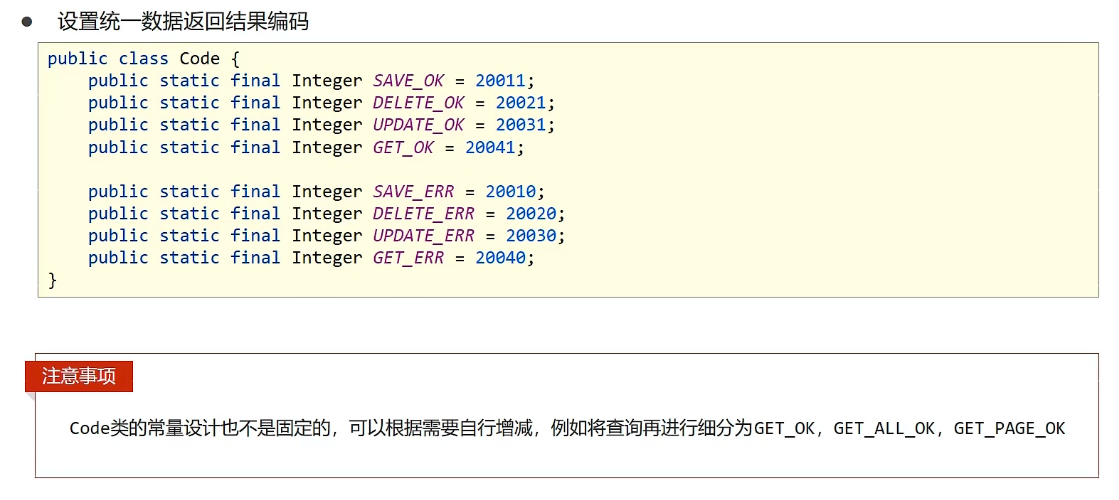 ● 设置统一数据返回结果编码
public class Code {
    public static final Integer SAVE_OK = 20011;
    public static final Integer DELETE_OK = 20021;
    public static final Integer UPDATE_OK = 20031;
    public static final Integer GET_OK = 20041;

    public static final Integer SAVE_ERR = 20010;
    public static final Integer DELETE_ERR = 20020;
    public static final Integer UPDATE_ERR = 20030;
    public static final Integer GET_ERR = 20040;
}
注意事项
Code类的常量设计也不是固定的，可以根据需要自行增减，例如将查询再进行细分为GET_OK，GET_ALL_OK，GET_PAGE_OK